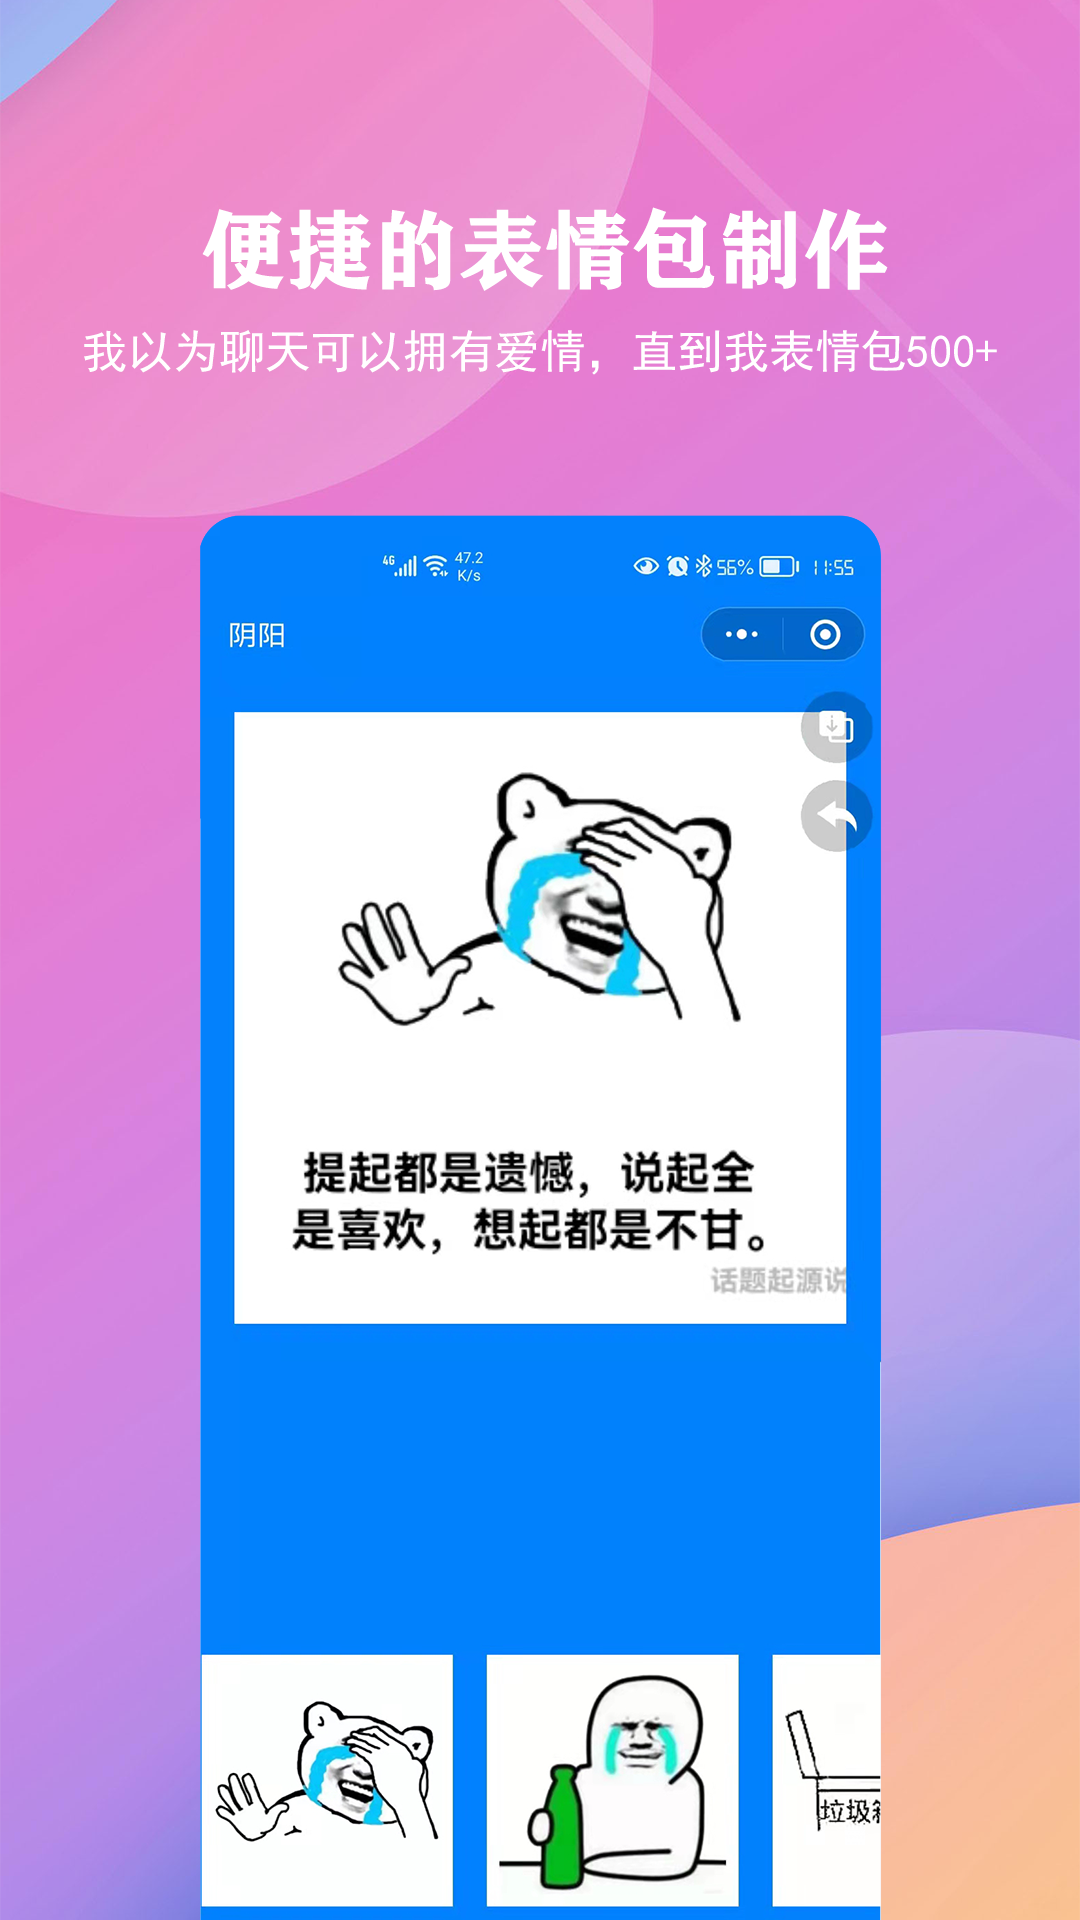 便捷的表情包制作
我以为聊天可以拥有爱情，直到我表情包500+
4G 47.2 K/s 56% 11:55
阴阳
提起都是遗憾，说起全
是喜欢，想起都是不甘。
话题起源说
垃圾